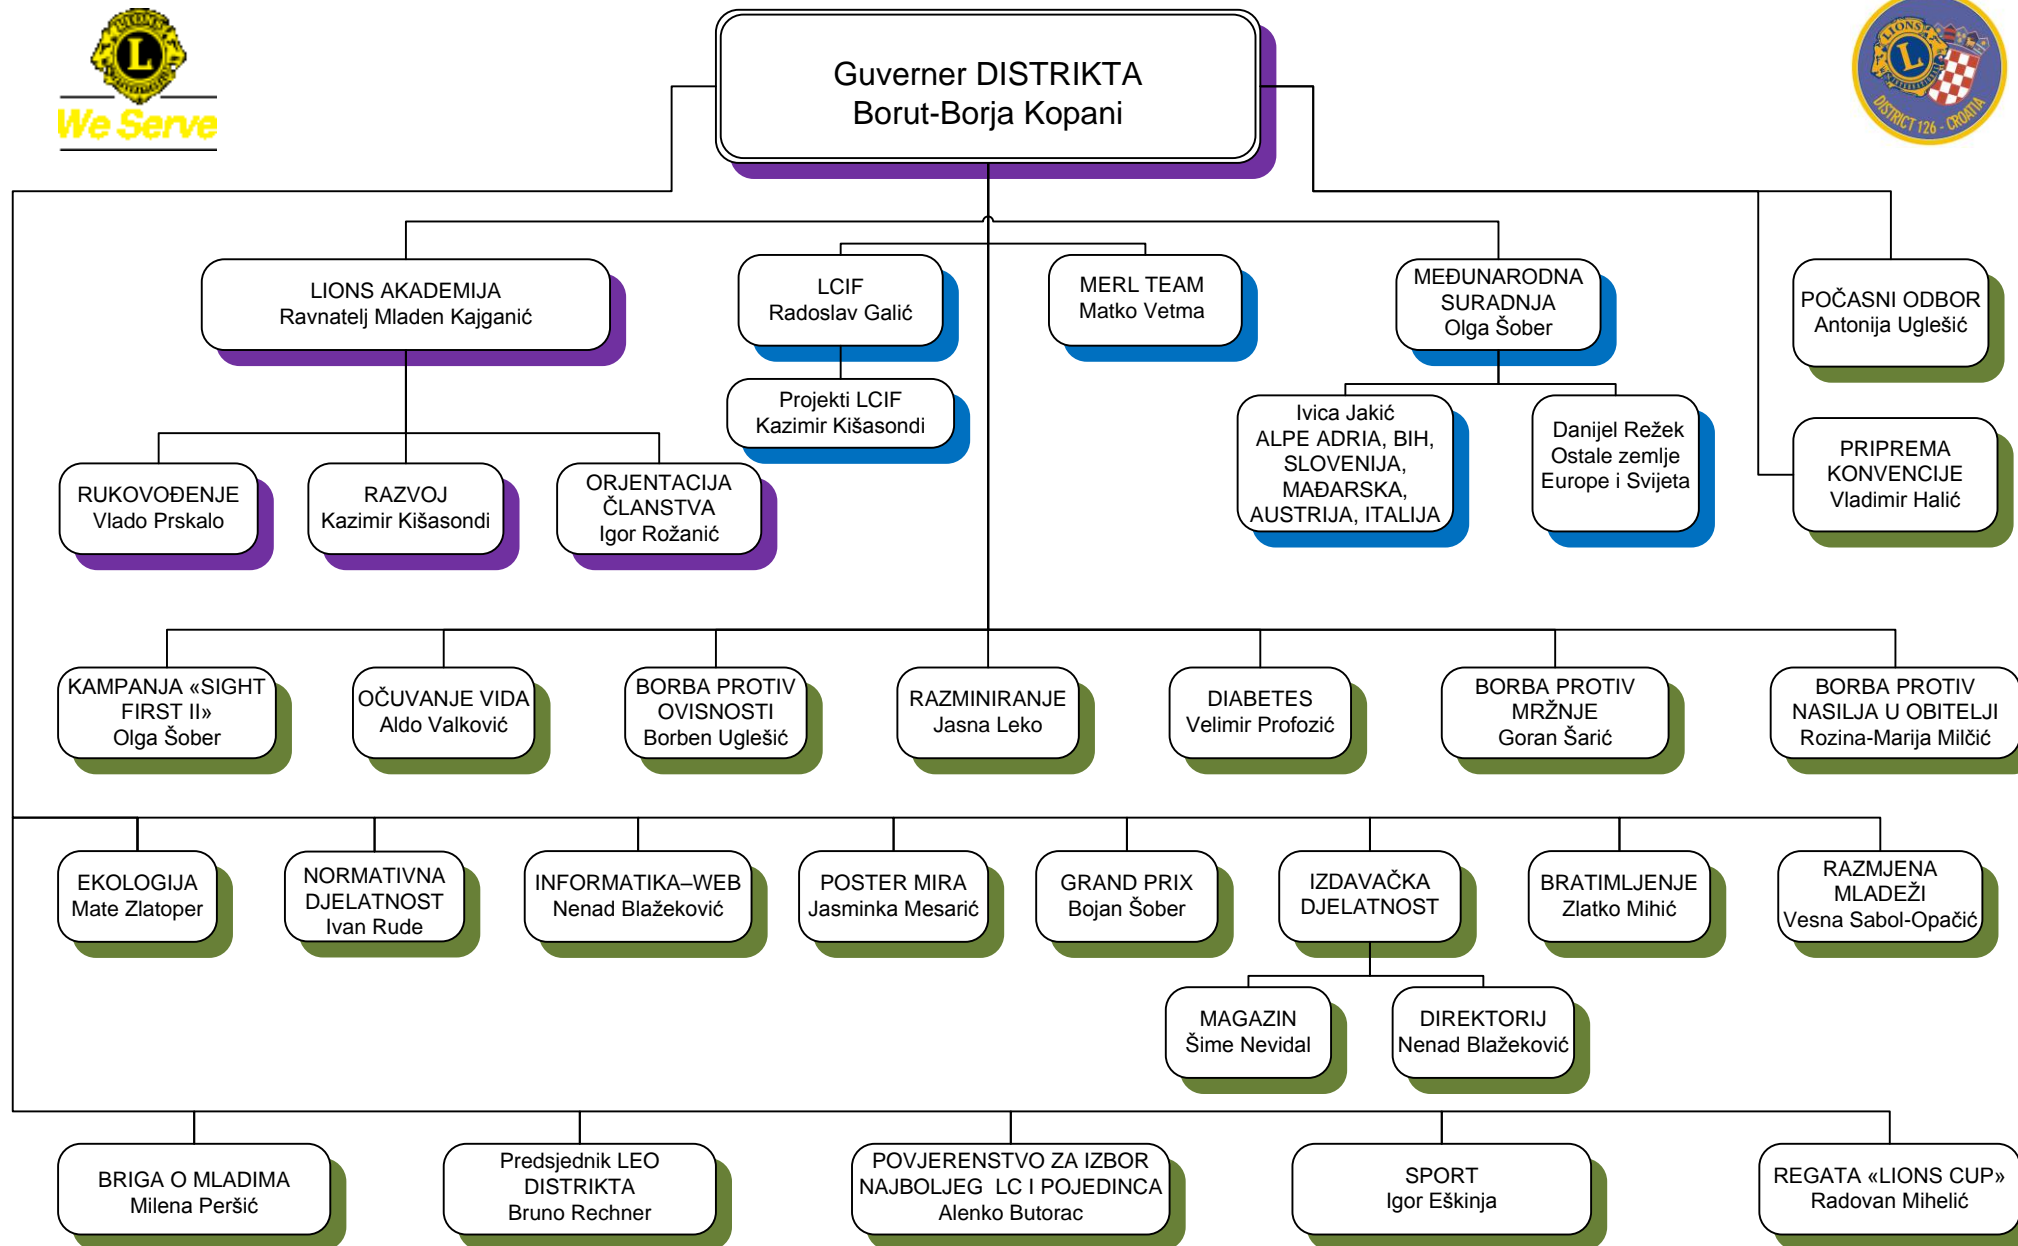 We Serve
Guverner DISTRIKTA
Borut-Borja Kopani
LIONS
L
DISTRICT 126 - CROATIA
LIONS AKADEMIJA
Ravnatelj Mladen Kajganić
LCIF
Radoslav Galić
MERL TEAM
Matko Vetma
MEĐUNARODNA
SURADNJA
Olga Šober
POČASNI ODBOR
Antonija Uglešić
Projekti LCIF
Kazimir Kišasondi
Ivica Jakić
ALPE ADRIA, BIH,
SLOVENIJA,
MAĐARSKA,
AUSTRIJA, ITALIJA
Danijel Režek
Ostale zemlje
Europe i Svijeta
PRIPREMA
KONVENCIJE
Vladimir Halić
RUKOVOĐENJE
Vlado Prskalo
RAZVOJ
Kazimir Kišasondi
ORJENTACIJA
ČLANSTVA
Igor Rožanić
KAMPANJA «SIGHT
FIRST II»
Olga Šober
OČUVANJE VIDA
Aldo Valković
BORBA PROTIV
OVISNOSTI
Borben Uglešić
RAZMINIRANJE
Jasna Leko
DIABETES
Velimir Profozić
BORBA PROTIV
MRŽNJE
Goran Šarić
BORBA PROTIV
NASILJA U OBITELJI
Rozina-Marija Milčić
EKOLOGIJA
Mate Zlatoper
NORMATIVNA
DJELATNOST
Ivan Rude
INFORMATIKA–WEB
Nenad Blažeković
POSTER MIRA
Jasminka Mesarić
GRAND PRIX
Bojan Šober
IZDAVAČKA
DJELATNOST
BRATIMLJENJE
Zlatko Mihić
RAZMJENA
MLADEŽI
Vesna Sabol-Opačić
MAGAZIN
Šime Nevidal
DIREKTORIJ
Nenad Blažeković
BRIGA O MLADIMA
Milena Peršić
Predsjednik LEO
DISTRIKTA
Bruno Rechner
POVJERENSTVO ZA IZBOR
NAJBOLJEG LC I POJEDINCA
Alenko Butorac
SPORT
Igor Eškinja
REGATA «LIONS CUP»
Radovan Mihelić